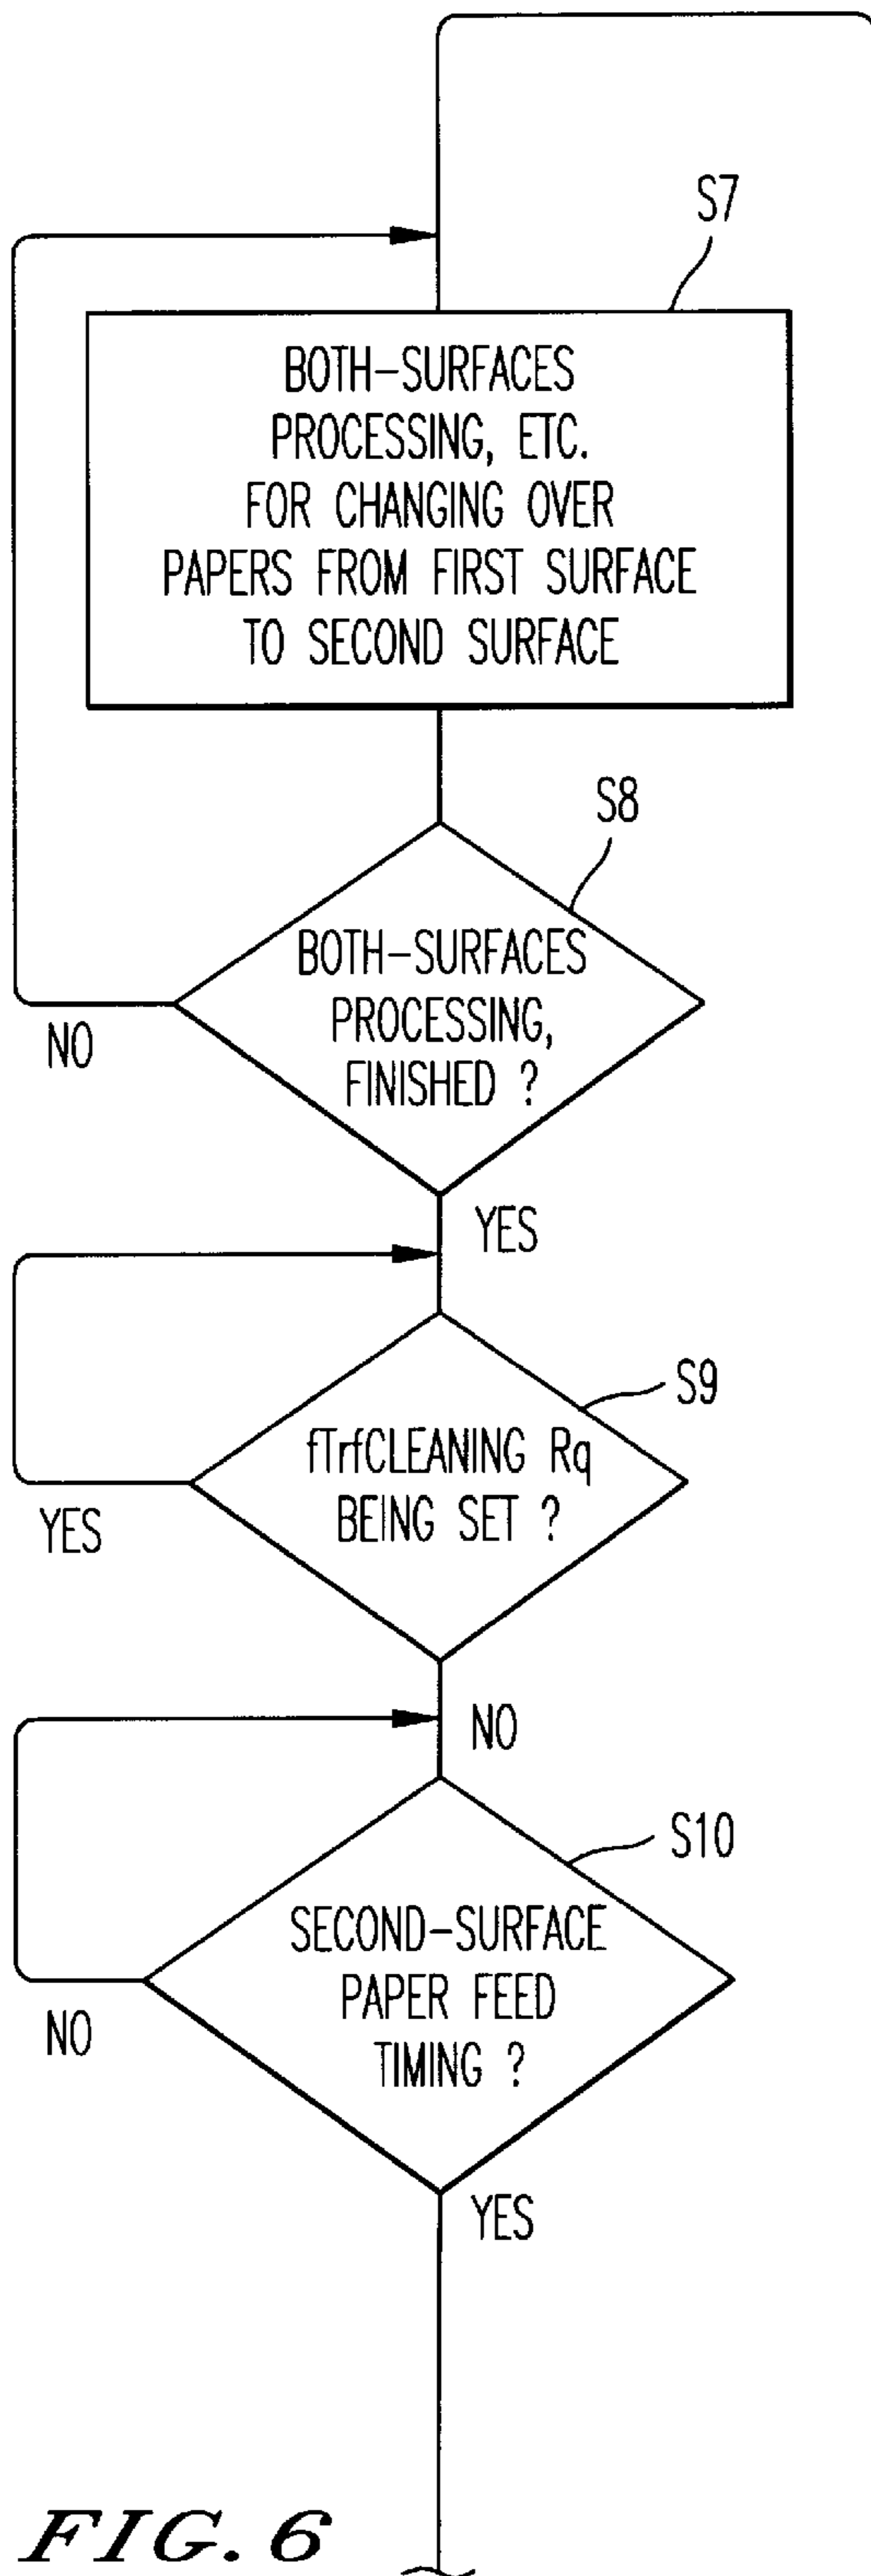 S7
BOTH-SURFACES
PROCESSING, ETC.
FOR CHANGING OVER
PAPERS FROM FIRST SURFACE
TO SECOND SURFACE
S8
BOTH-SURFACES
PROCESSING,
FINISHED ?
NO
YES
S9
fTrfCLEANING Rq
BEING SET ?
YES
NO
S10
SECOND-SURFACE
PAPER FEED
TIMING ?
NO
YES
FIG. 6